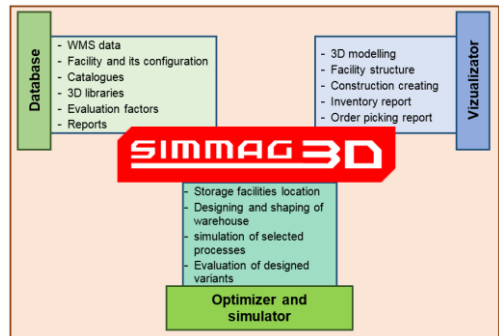 Database
- WMS data
- Facility and its configuration
- Catalogues
- 3D libraries
- Evaluation factors
- Reports
- 3D modelling
- Facility structure
- Construction creating
- Inventory report
- Order picking report
Vizualizator
SIMMAG 3D
- Storage facilities location
- Designing and shaping of
warehouse
- simulation of selected
processes
- Evaluation of designed
variants
Optimizer and
simulator